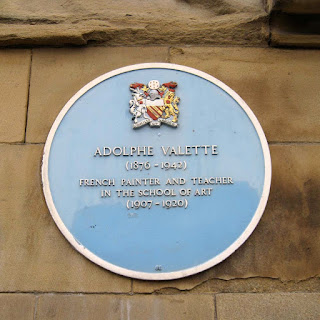 ADOLPHE VALETTE
(1876 - 1942)
FRENCH PAINTER AND TEACHER
IN THE SCHOOL OF ART
(1907 - 1920)